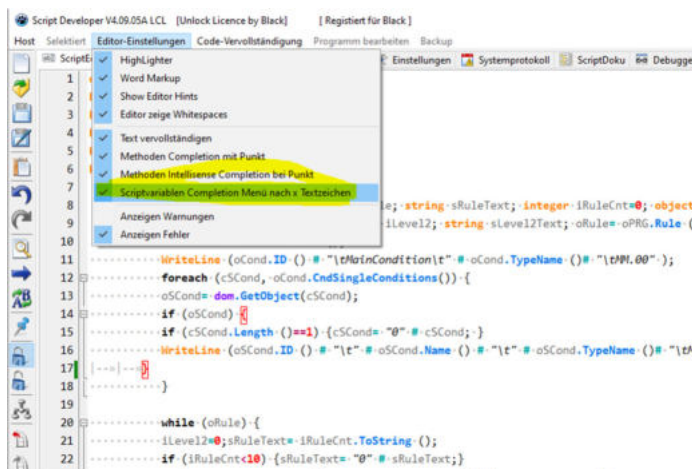 Script Developer V4.09.05A LCL [Unlock Licence by Black] [ Registiert für Black ]
Host Selektiert Editor-Einstellungen Code-Vervollständigung Programm bearbeiten Backup
HighLighter
Word Markup
Show Editor Hints
Editor zeige Whitespaces
Text vervollständigen
Methoden Completion mit Punkt
Methoden Intellisense Completion bei Punkt
Scriptvariablen Completion Menü nach x Textzeichen
Anzeigen Warnungen
Anzeigen Fehler
Einstellungen Systemprotokoll ScriptDoku Debugge
1
2
3
4
5
6
7
8 le; string sRuleText; integer iRuleCnt=0; object
9 iLevel2; string sLevel2Text; oRule= oPRG.Rule (
10
11 WriteLine (oCond.ID () # "\tMainCondition\t" # oCond.TypeName ()# "\tMM.00" );
12 foreach (cSCond, oCond.CndSingleConditions()) {
13 oSCond= dom.GetObject(cSCond);
14 if (oSCond) {
15 if (cSCond.Length ()==1) {cSCond= "0" # cSCond; }
16 WriteLine (oSCond.ID () # "\t" # oSCond.Name () # "\t" # oSCond.TypeName ()# "\tM
17 }
18 }
19
20 while (oRule) {
21 iLevel2=0;sRuleText= iRuleCnt.ToString ();
22 if (iRuleCnt<10) {sRuleText= "0" # sRuleText;}